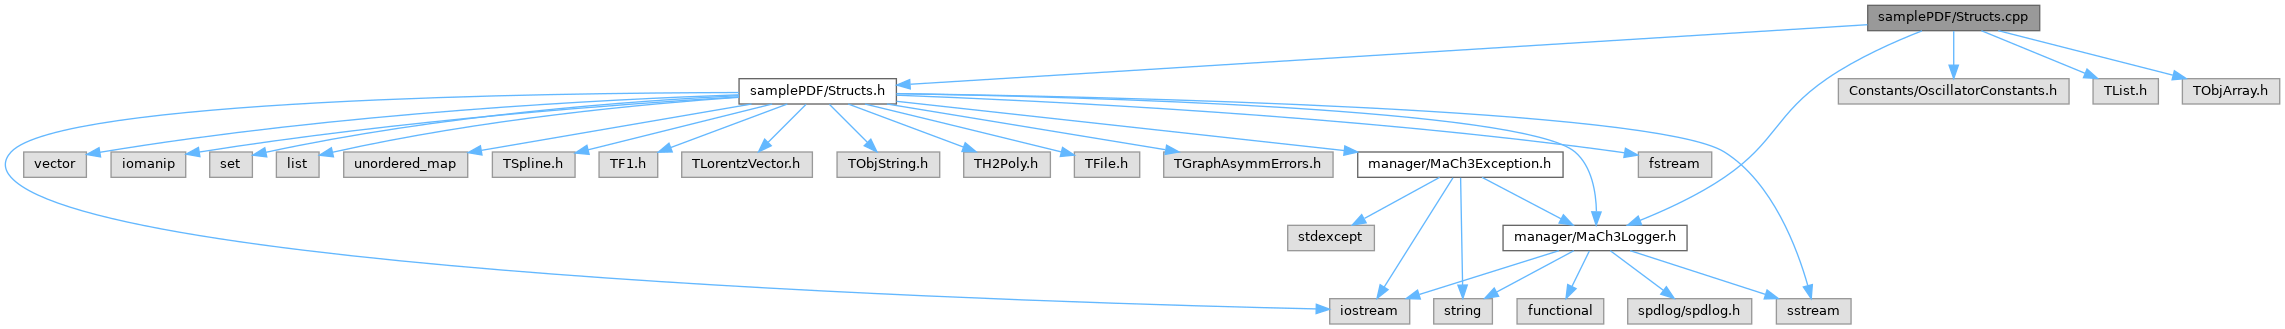 samplePDF/Structs.cpp
samplePDF/Structs.h
Constants/OscillatorConstants.h
TList.h
TObjArray.h
vector
iomanip
set
list
unordered_map
TSpline.h
TF1.h
TLorentzVector.h
TObjString.h
TH2Poly.h
TFile.h
TGraphAsymmErrors.h
manager/MaCh3Exception.h
fstream
stdexcept
manager/MaCh3Logger.h
iostream
string
functional
spdlog/spdlog.h
sstream